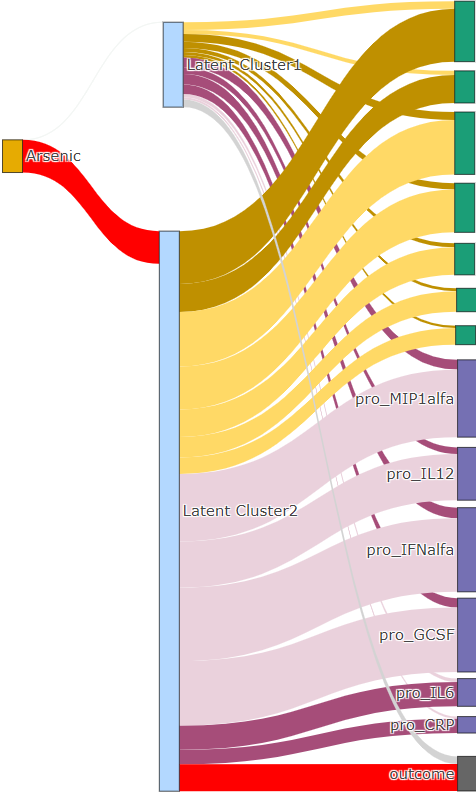 Latent Cluster1
Arsenic
pro_MIP1alfa
pro_IL12
Latent Cluster2
pro_IFNalfa
pro_GCSF
pro_IL6
pro_CRP
outcome